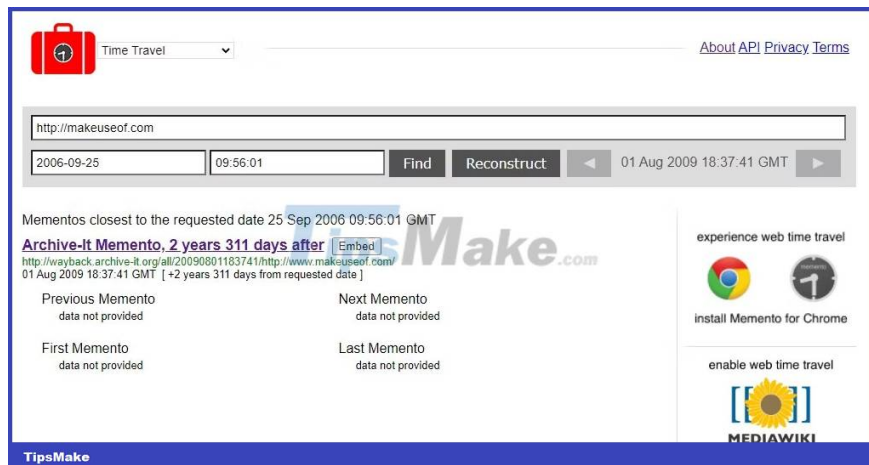 Time Travel
About API Privacy Terms
http://makeuseof.com
2006-09-25 09:56:01 Find Reconstruct 01 Aug 2009 18:37:41 GMT
Mementos closest to the requested date 25 Sep 2006 09:56:01 GMT
Archive-It Memento, 2 years 311 days after Embed
http://wayback.archive-it.org/all/20090801183741/http://www.makeuseof.com/
01 Aug 2009 18:37:41 GMT [ +2 years 311 days from requested date ]
Previous Memento Next Memento
data not provided data not provided
First Memento Last Memento
data not provided data not provided
TipsMake.com
experience web time travel
memento
install Memento for Chrome
enable web time travel
MEDIAWIKI
TipsMake